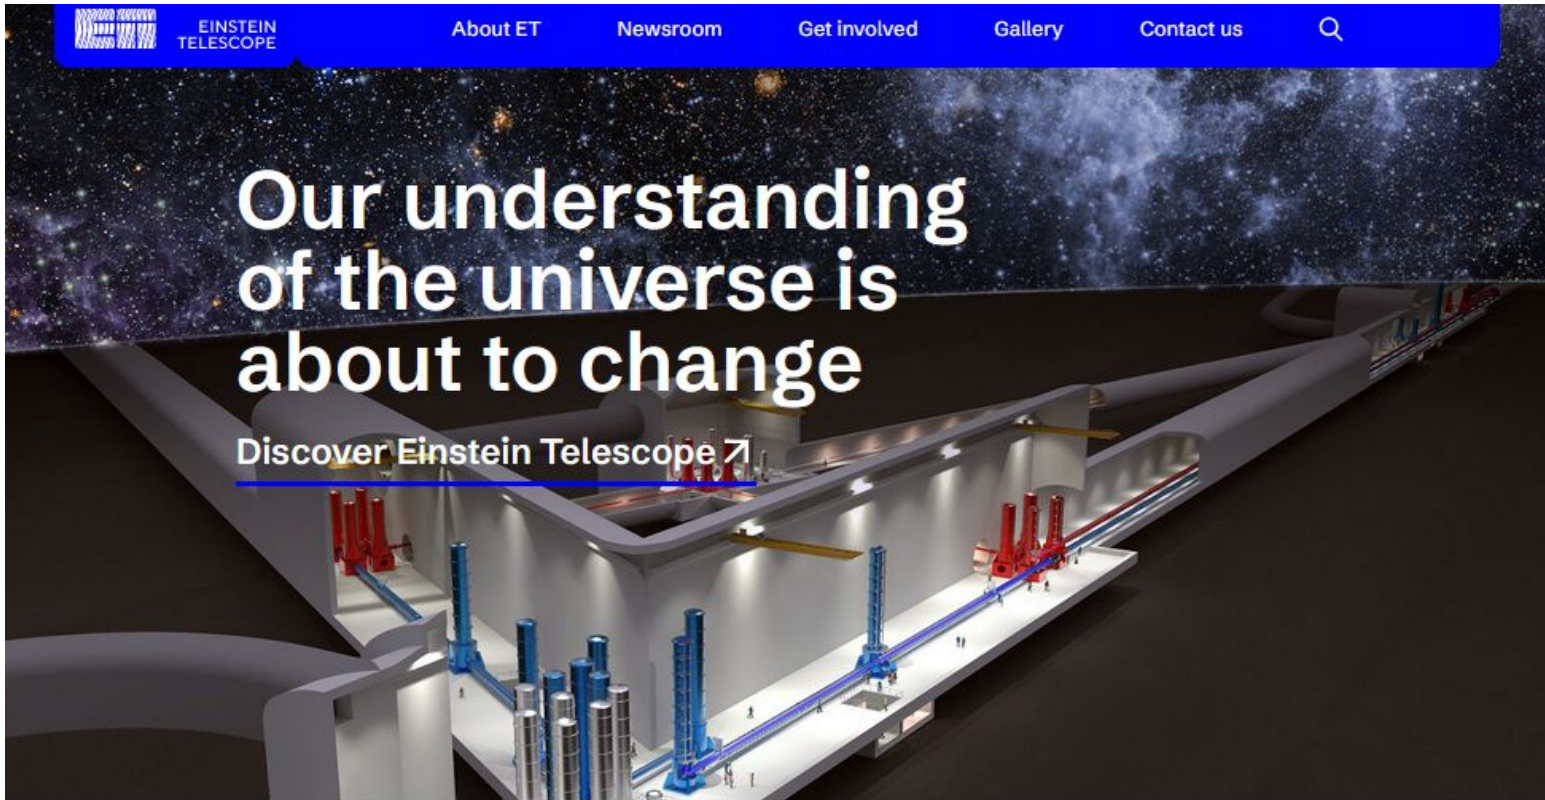 ET EINSTEIN
TELESCOPE
About ET
Newsroom
Get involved
Gallery
Contact us
Our understanding
of the universe is
about to change
Discover Einstein Telescope